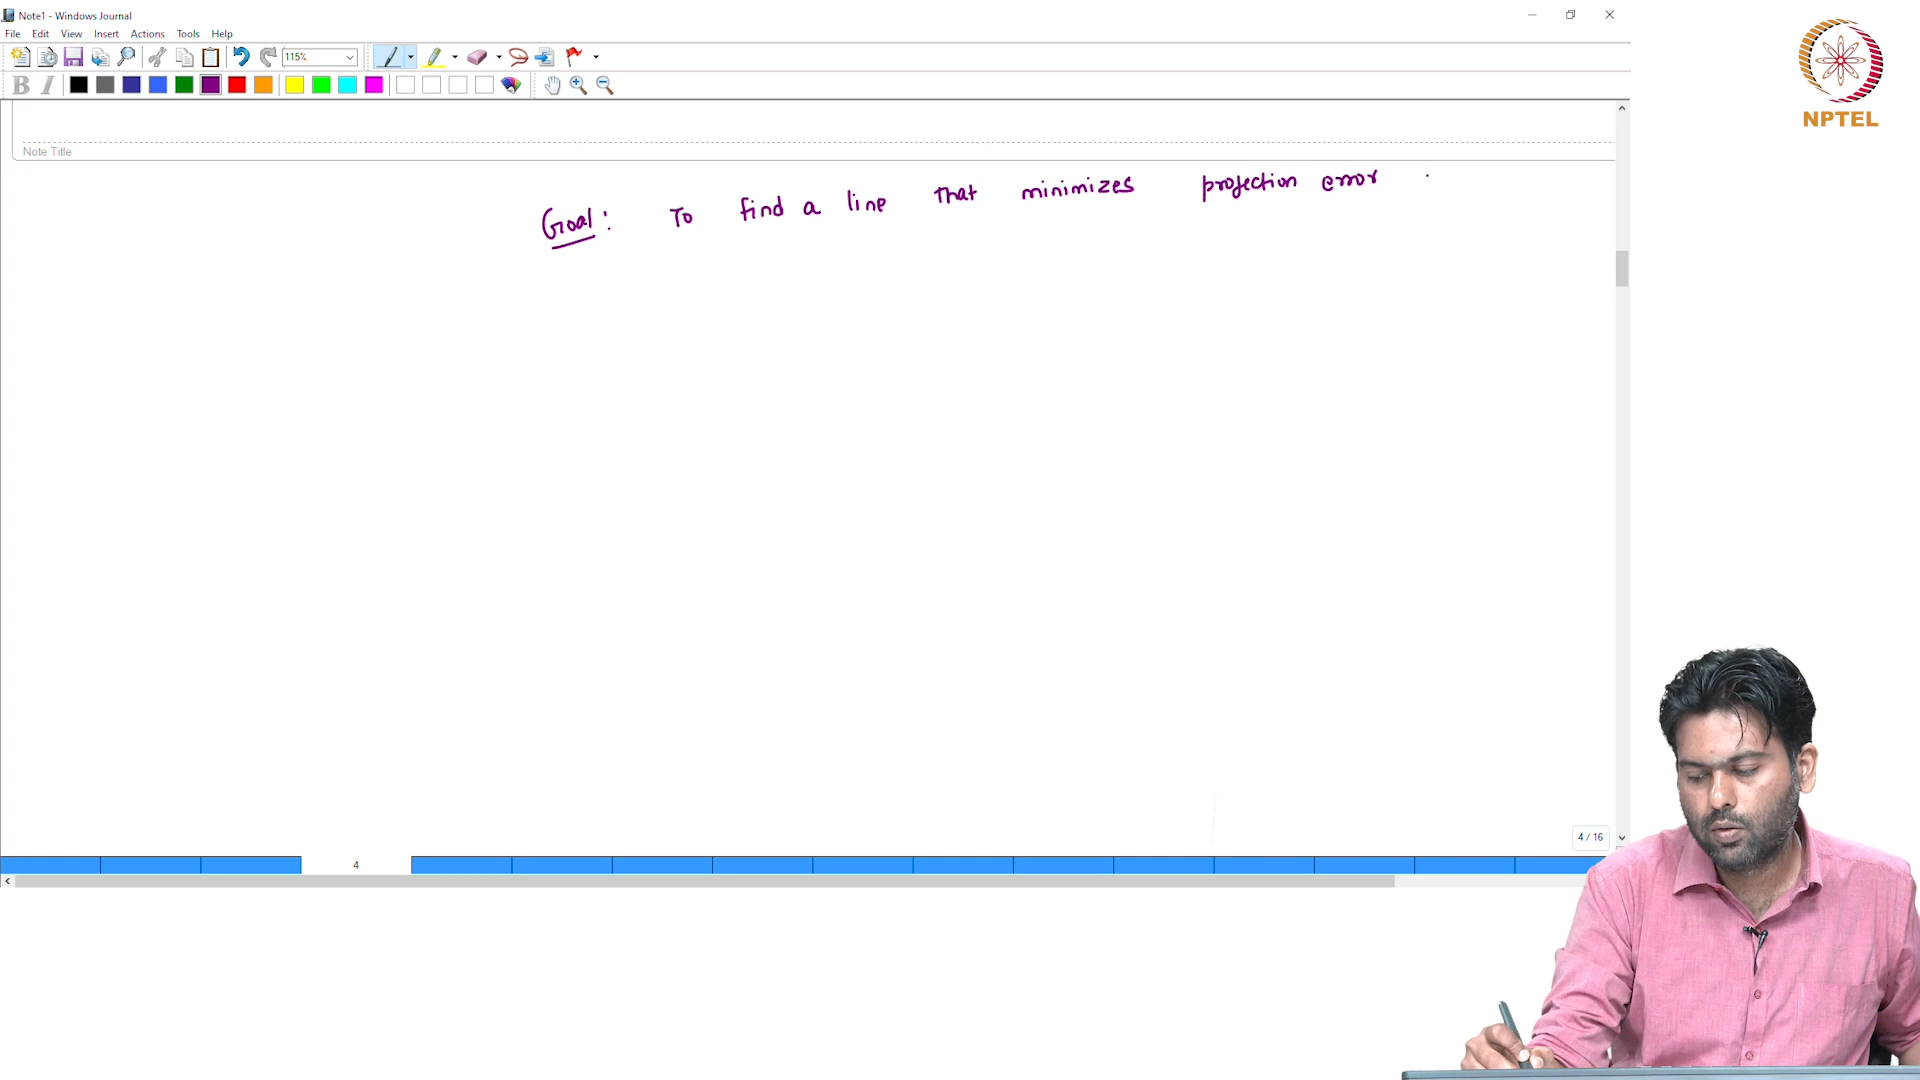 Note1 - Windows Journal
File Edit View Insert Actions Tools Help
115%
B I
NPTEL
Note Title
Goal: To find a line that minimizes projection error .
4 / 16
4